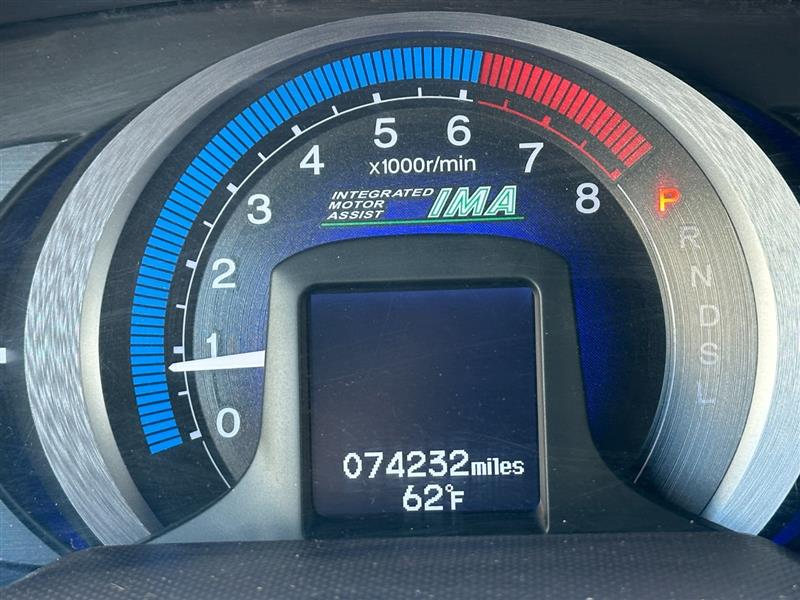 0
1
2
3
4
5
6
7
8
x1000r/min
INTEGRATED
MOTOR
ASSIST
IMA
P
R
N
D
S
L
074232miles
62°F